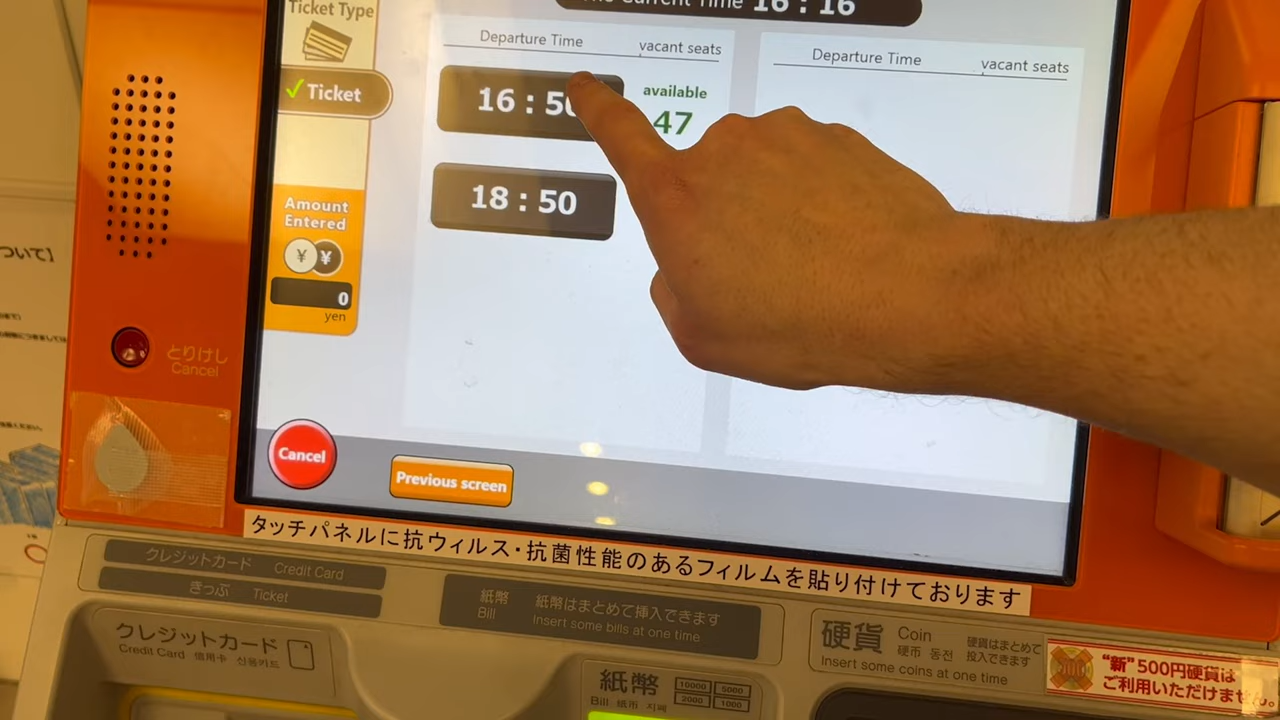 Ticket Type
The Current Time 16:16
Departure Time vacant seats
Departure Time vacant seats
✓ Ticket
16:50
available
47
18:50
Amount
Entered
¥ ¥
0
yen
ついて】
とりけし
Cancel
Cancel
Previous screen
タッチパネルに抗ウィルス・抗菌性能のあるフィルムを貼り付けております
クレジットカード Credit Card
きっぷ Ticket
紙幣 紙幣はまとめて挿入できます
Bill Insert some bills at one time
硬貨 Coin 硬貨はまとめて
硬币 동전 投入できます
Insert some coins at one time
"新"500円硬貨は
ご利用いただけません。
クレジットカード
Credit Card 信用卡 신용카드
紙幣 10000 5000
2000 1000
Bill 纸币 지폐